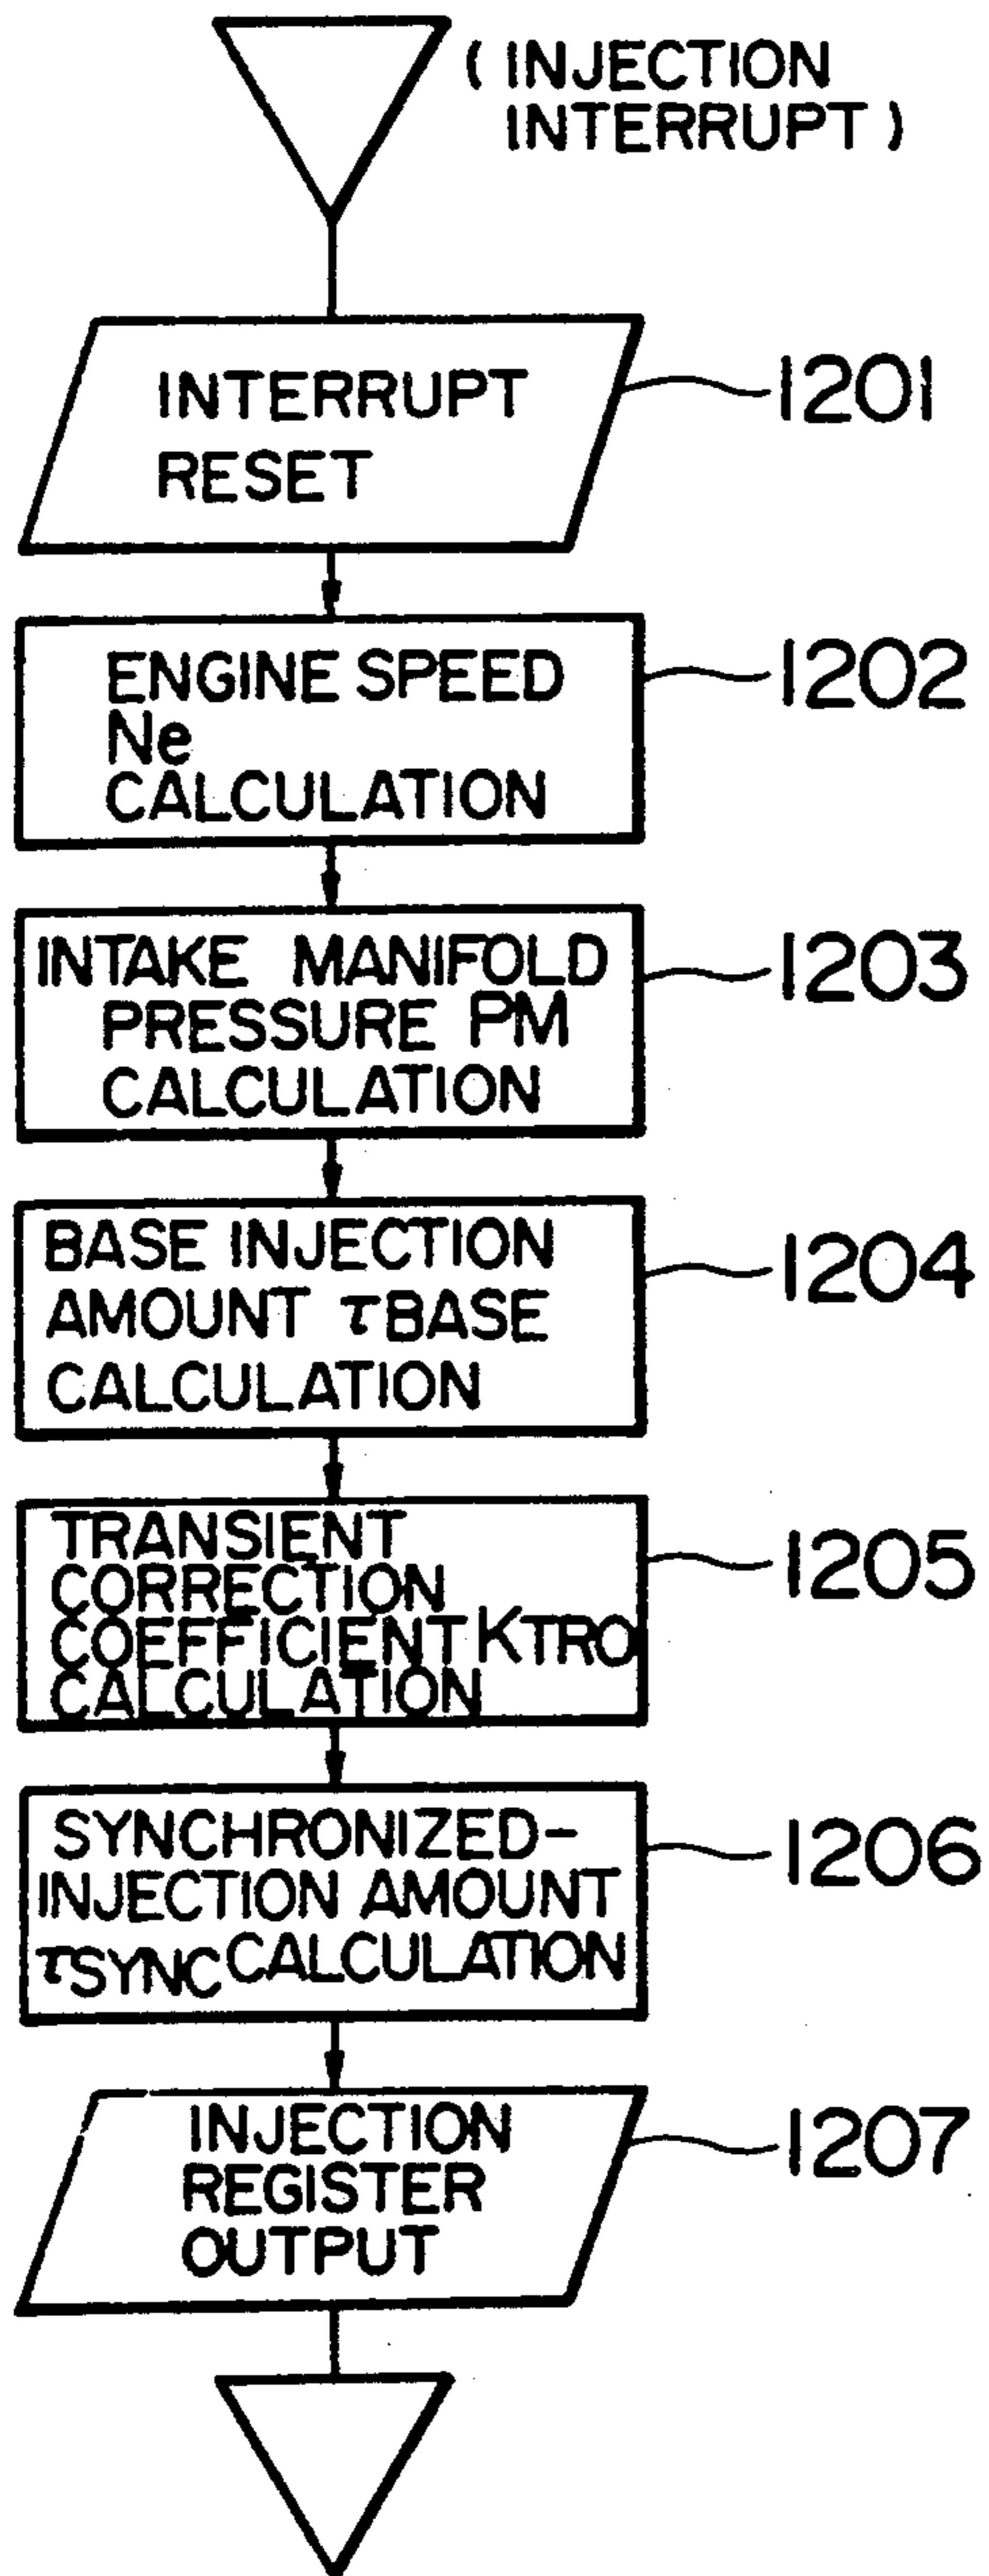 ( INJECTION
INTERRUPT )
INTERRUPT
RESET
1201
ENGINE SPEED
Ne
CALCULATION
1202
INTAKE MANIFOLD
PRESSURE PM
CALCULATION
1203
BASE INJECTION
AMOUNT τBASE
CALCULATION
1204
TRANSIENT
CORRECTION
COEFFICIENT KTRO
CALCULATION
1205
SYNCHRONIZED-
INJECTION AMOUNT
τSYNC CALCULATION
1206
INJECTION
REGISTER
OUTPUT
1207